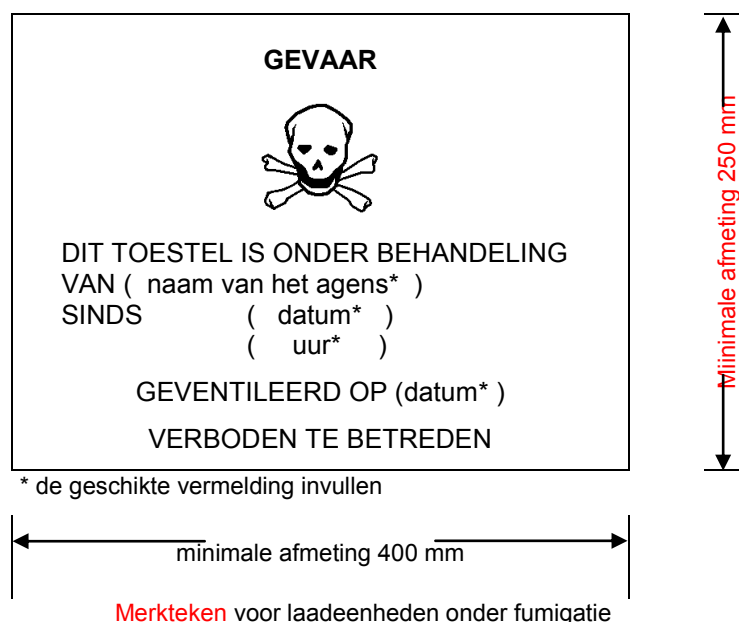 GEVAAR
DIT TOESTEL IS ONDER BEHANDELING
VAN ( naam van het agens* )
SINDS ( datum* )
( uur* )
GEVENTILEERD OP (datum* )
VERBODEN TE BETREDEN
* de geschikte vermelding invullen
minimale afmeting 400 mm
Merkteken voor laadeenheden onder fumigatie
Miinimale afmeting 250 mm